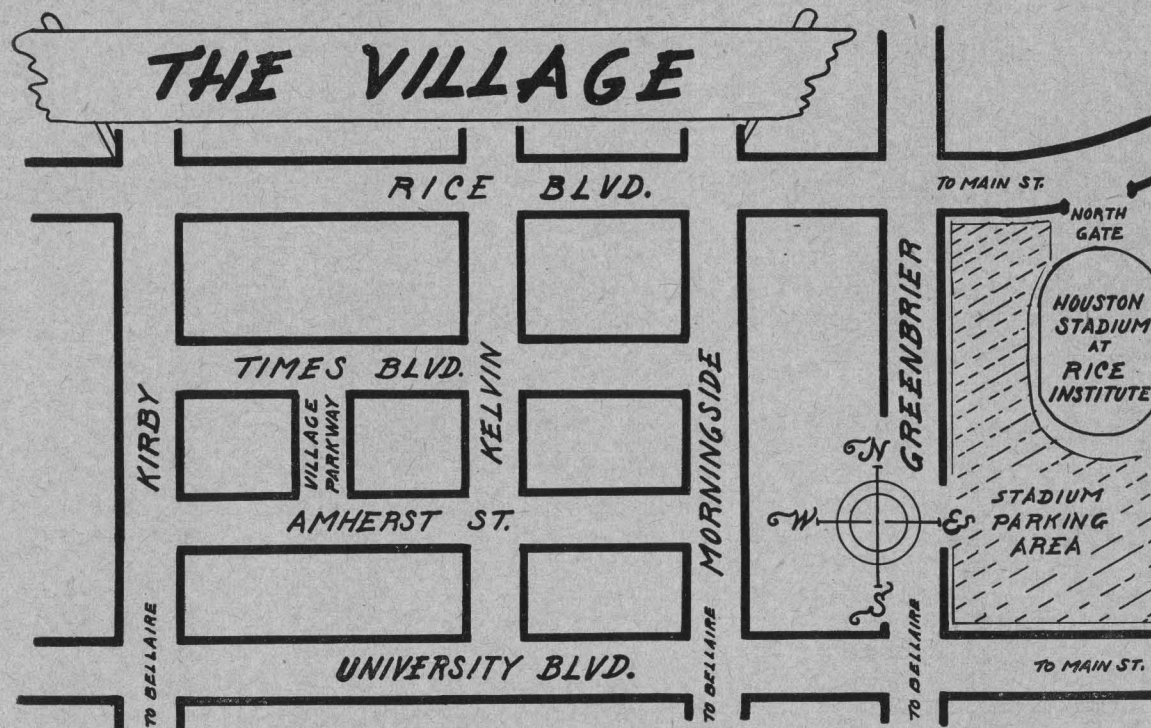 THE VILLAGE
RICE BLVD.
TO MAIN ST.
NORTH
GATE
HOUSTON
STADIUM
AT
RICE
INSTITUTE
TIMES BLVD.
VILLAGE
PARKWAY
KIRBY
KELVIN
MORNINGSIDE
GREENBRIER
N
W
E
S
STADIUM
PARKING
AREA
AMHERST ST.
UNIVERSITY BLVD.
TO MAIN ST.
TO BELLAIRE
TO BELLAIRE
TO BELLAIRE